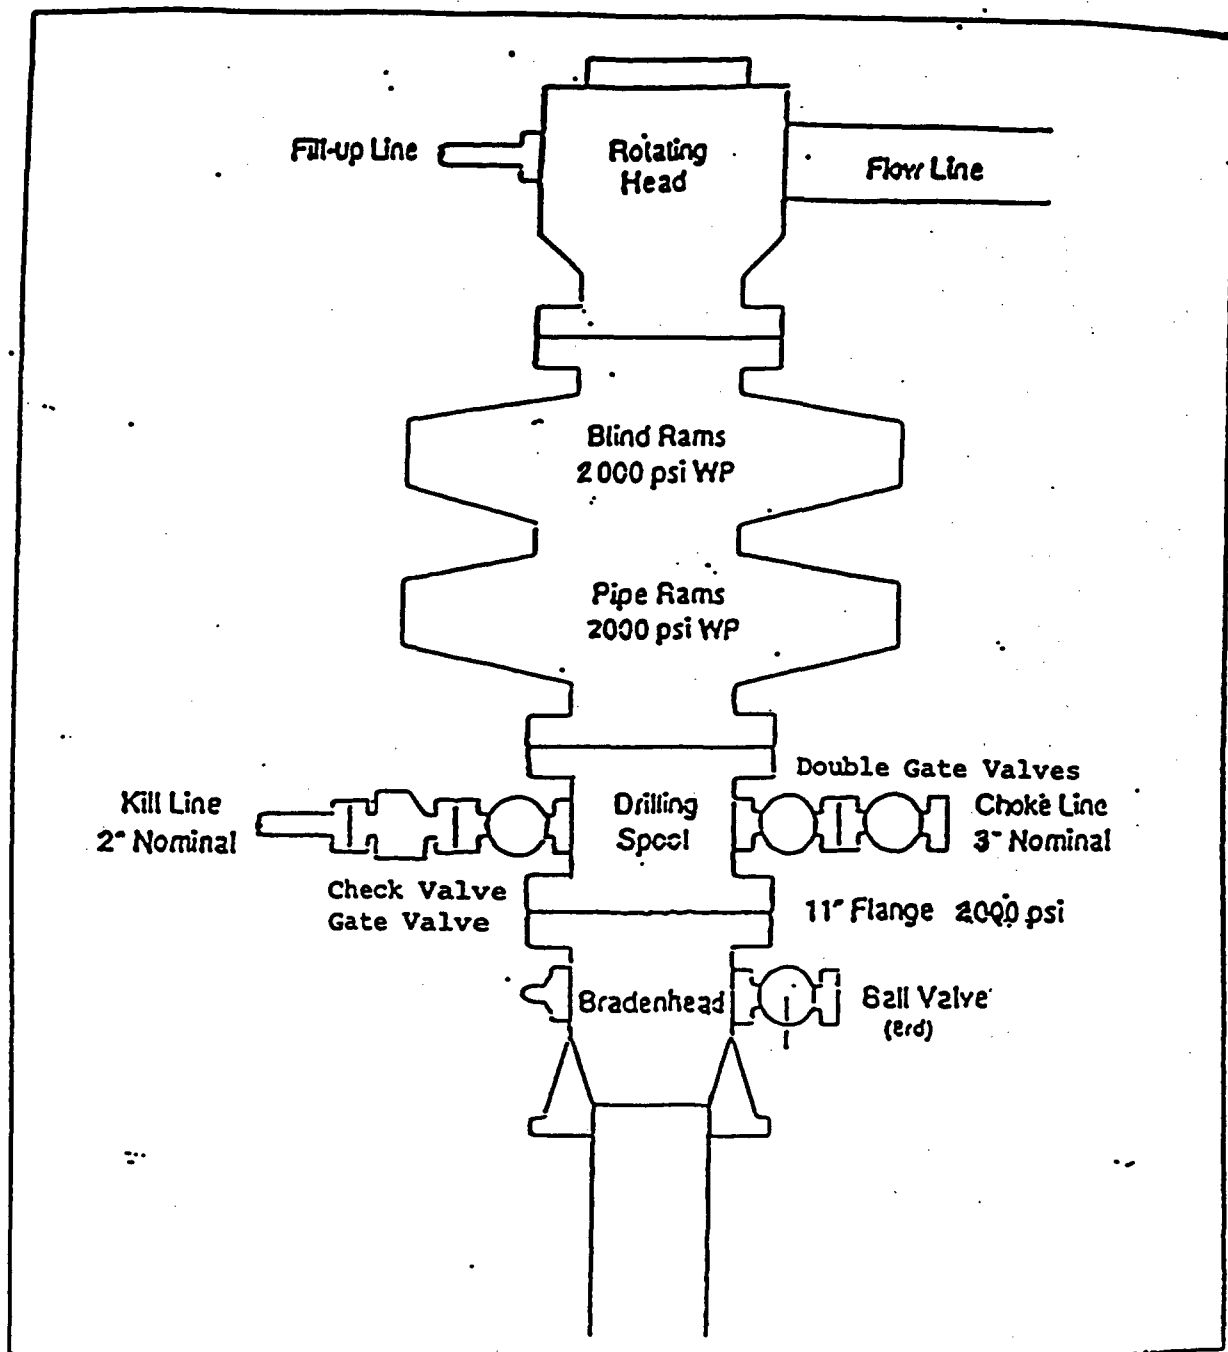 Fill-up Line
Rotating
Head
Flow Line
Blind Rams
2000 psi WP
Pipe Rams
2000 psi WP
Double Gate Valves
Kill Line
2" Nominal
Drilling
Spool
Choke Line
3" Nominal
Check Valve
Gate Valve
11" Flange 2000 psi
Bradenhead
Ball Valve